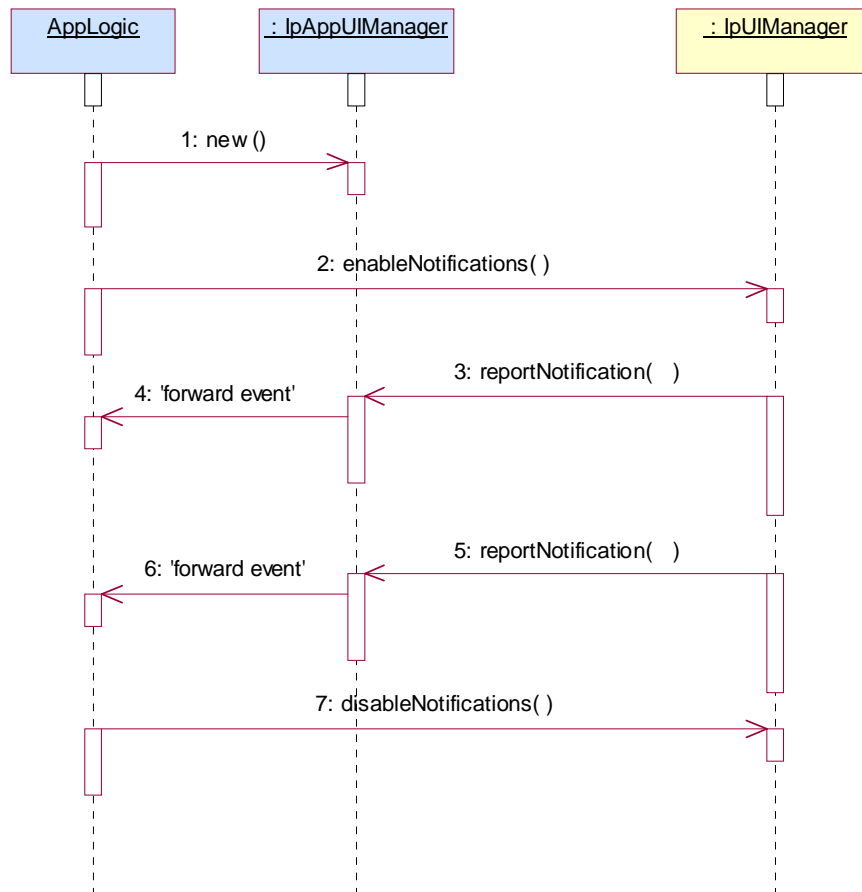 AppLogic
: IpAppUIManager
: IpUIManager
1: new ()
2: enableNotifications( )
3: reportNotification( )
4: 'forward event'
5: reportNotification( )
6: 'forward event'
7: disableNotifications( )